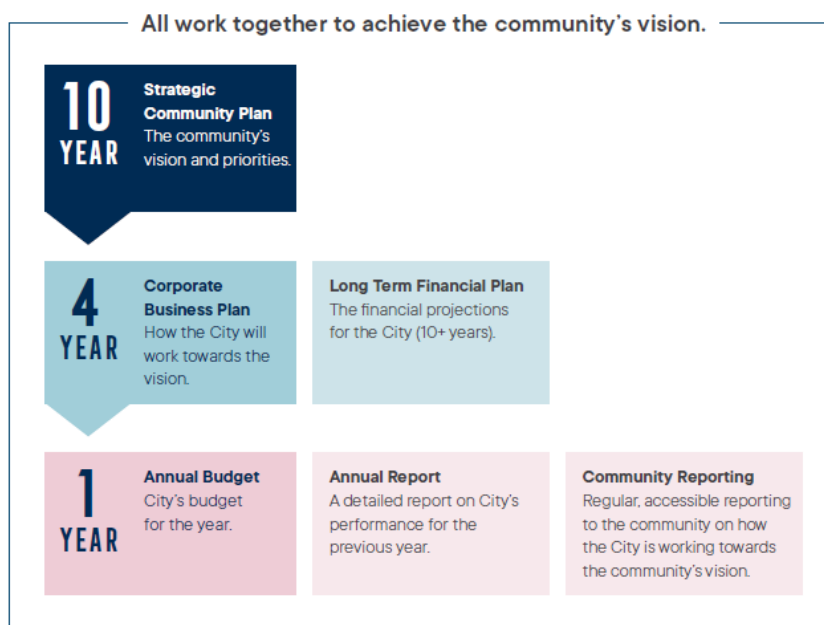 All work together to achieve the community's vision.
10
YEAR
Strategic
Community Plan
The community's
vision and priorities.
4
YEAR
Corporate
Business Plan
How the City will
work towards the
vision.
Long Term Financial Plan
The financial projections
for the City (10+ years).
1
YEAR
Annual Budget
City's budget
for the year.
Annual Report
A detailed report on City's
performance for the
previous year.
Community Reporting
Regular, accessible reporting
to the community on how
the City is working towards
the community's vision.